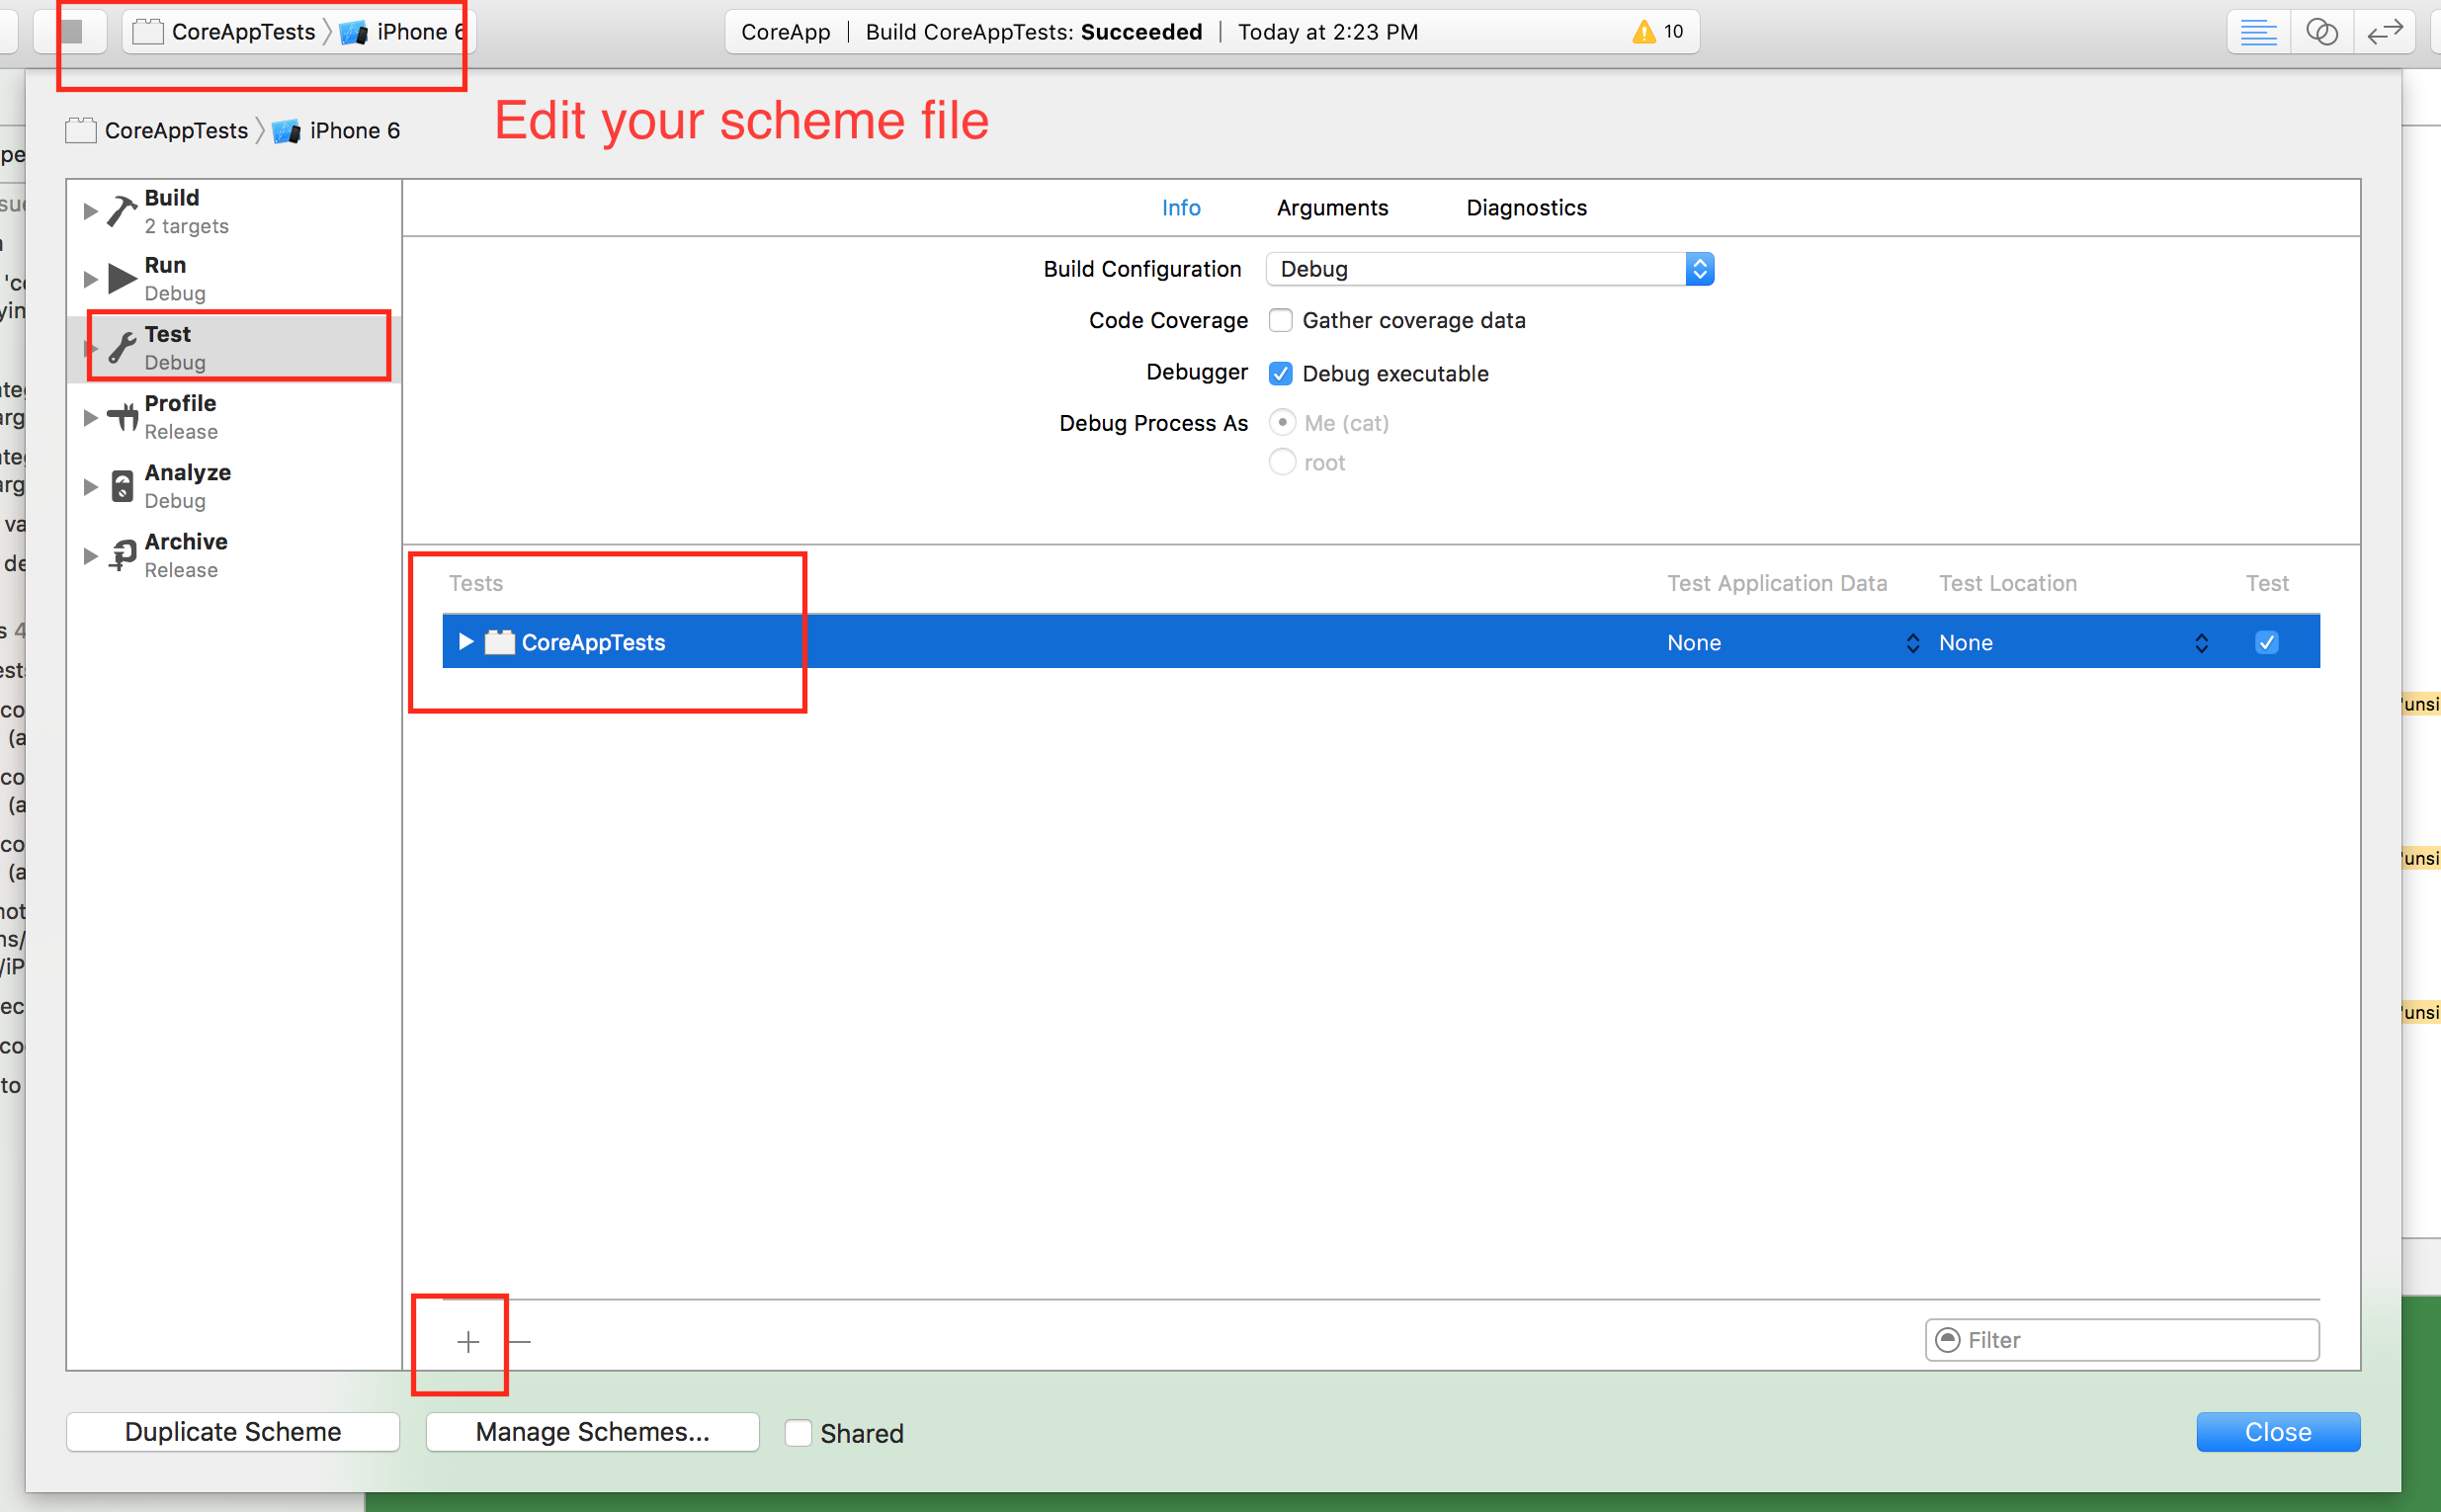 CoreAppTests iPhone 6
CoreApp | Build CoreAppTests: Succeeded | Today at 2:23 PM 10
Edit your scheme file
CoreAppTests iPhone 6
Build
2 targets
Run
Debug
Test
Debug
Profile
Release
Analyze
Debug
Archive
Release
Info Arguments Diagnostics
Build Configuration Debug
Code Coverage Gather coverage data
Debugger Debug executable
Debug Process As Me (cat)
root
Tests Test Application Data Test Location Test
CoreAppTests None None
Filter
Duplicate Scheme Manage Schemes... Shared Close
'unsi
'unsi
'unsi